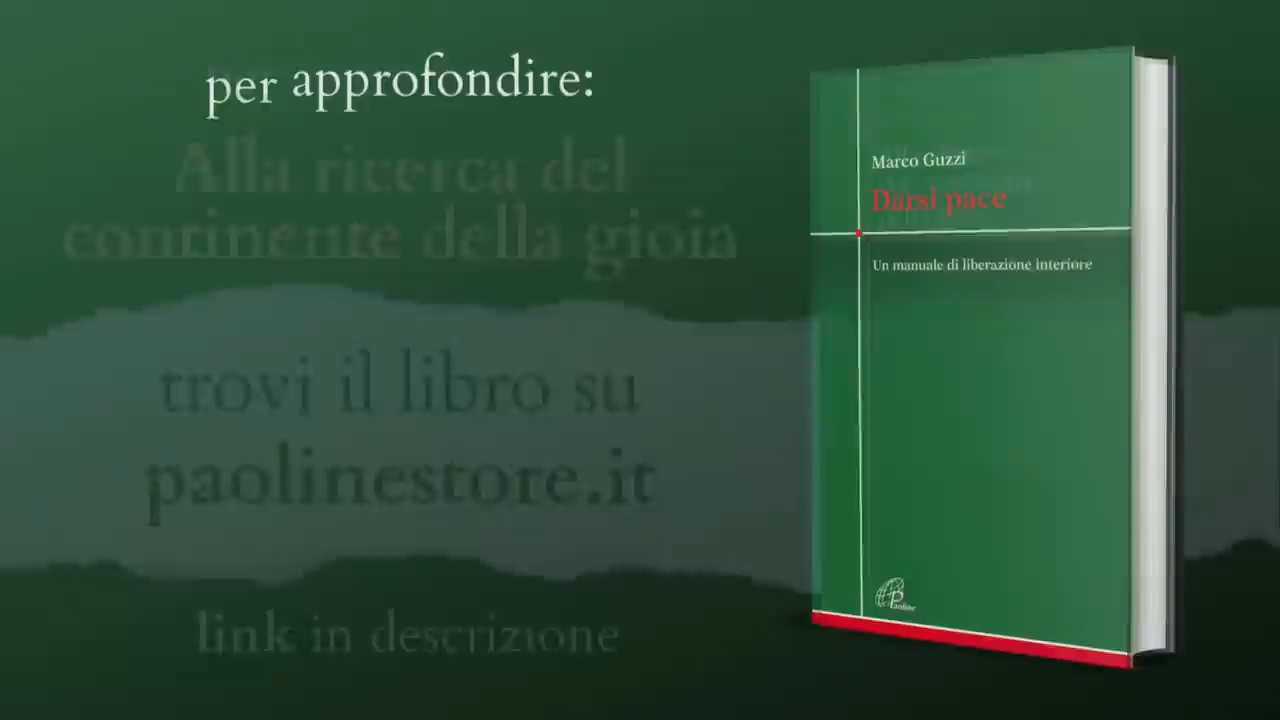 per approfondire:
Alla ricerca del
continente della gioia
trovi il libro su
paolinestore.it
link in descrizione
Marco Guzzi
Darsi pace
Un manuale di liberazione interiore
Paoline